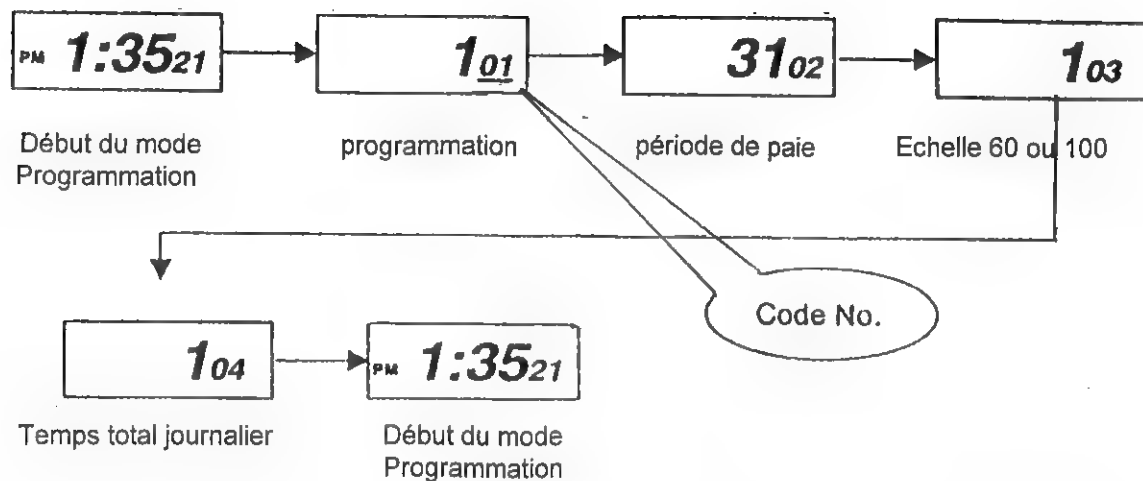 PM 1:35 21
1 01
31 02
1 03
Début du mode
Programmation
programmation
période de paie
Echelle 60 ou 100
Code No.
1 04
PM 1:35 21
Temps total journalier
Début du mode
Programmation